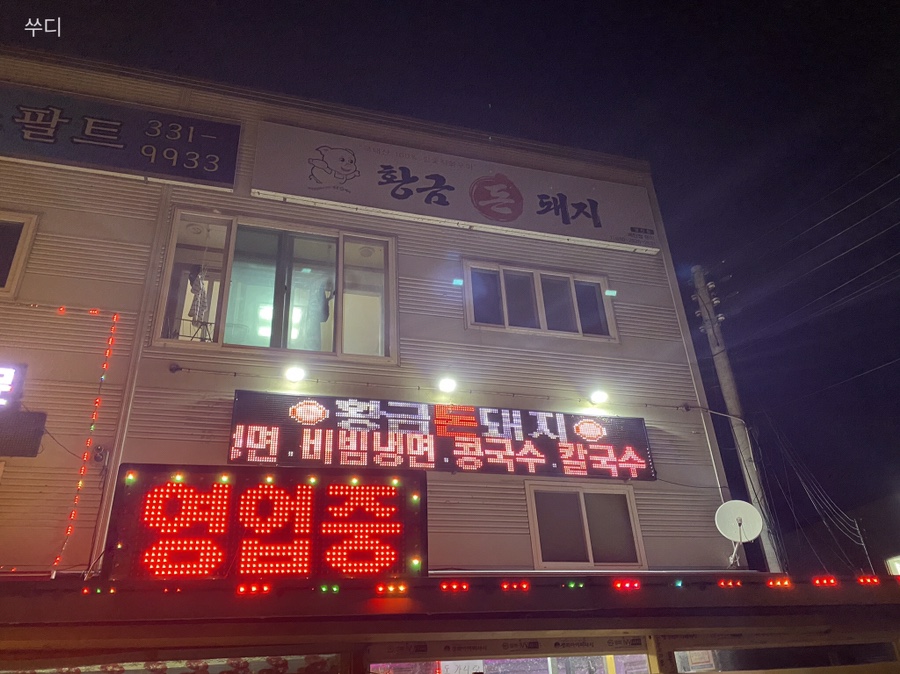 쑤디
팔트 331-
9933
황금 돈 돼지
황금돈돼지
면 . 비빔냉면 . 콩국수 . 칼국수
영업중